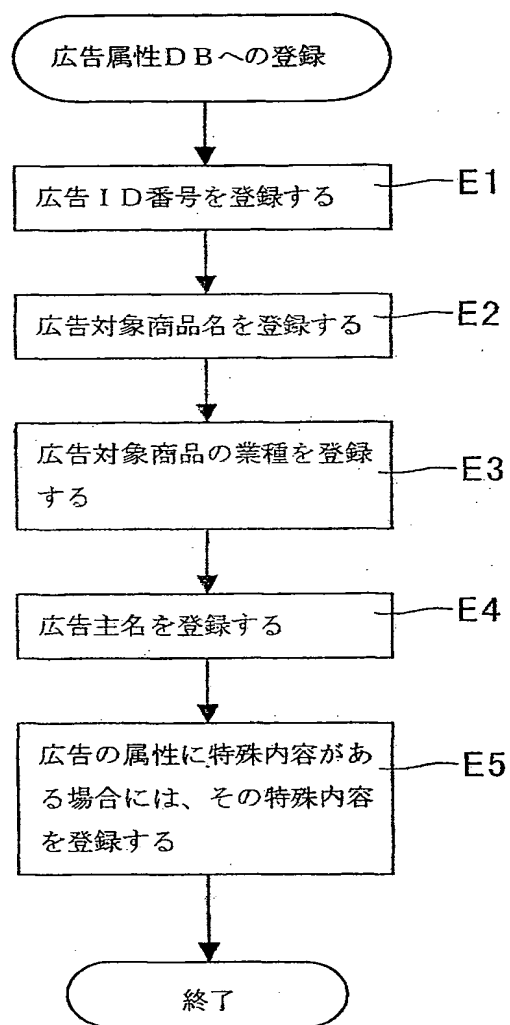 広告属性ＤＢへの登録
広告ＩＤ番号を登録する
E1
広告対象商品名を登録する
E2
広告対象商品の業種を登録
する
E3
広告主名を登録する
E4
広告の属性に特殊内容があ
る場合には、その特殊内容
を登録する
E5
終了